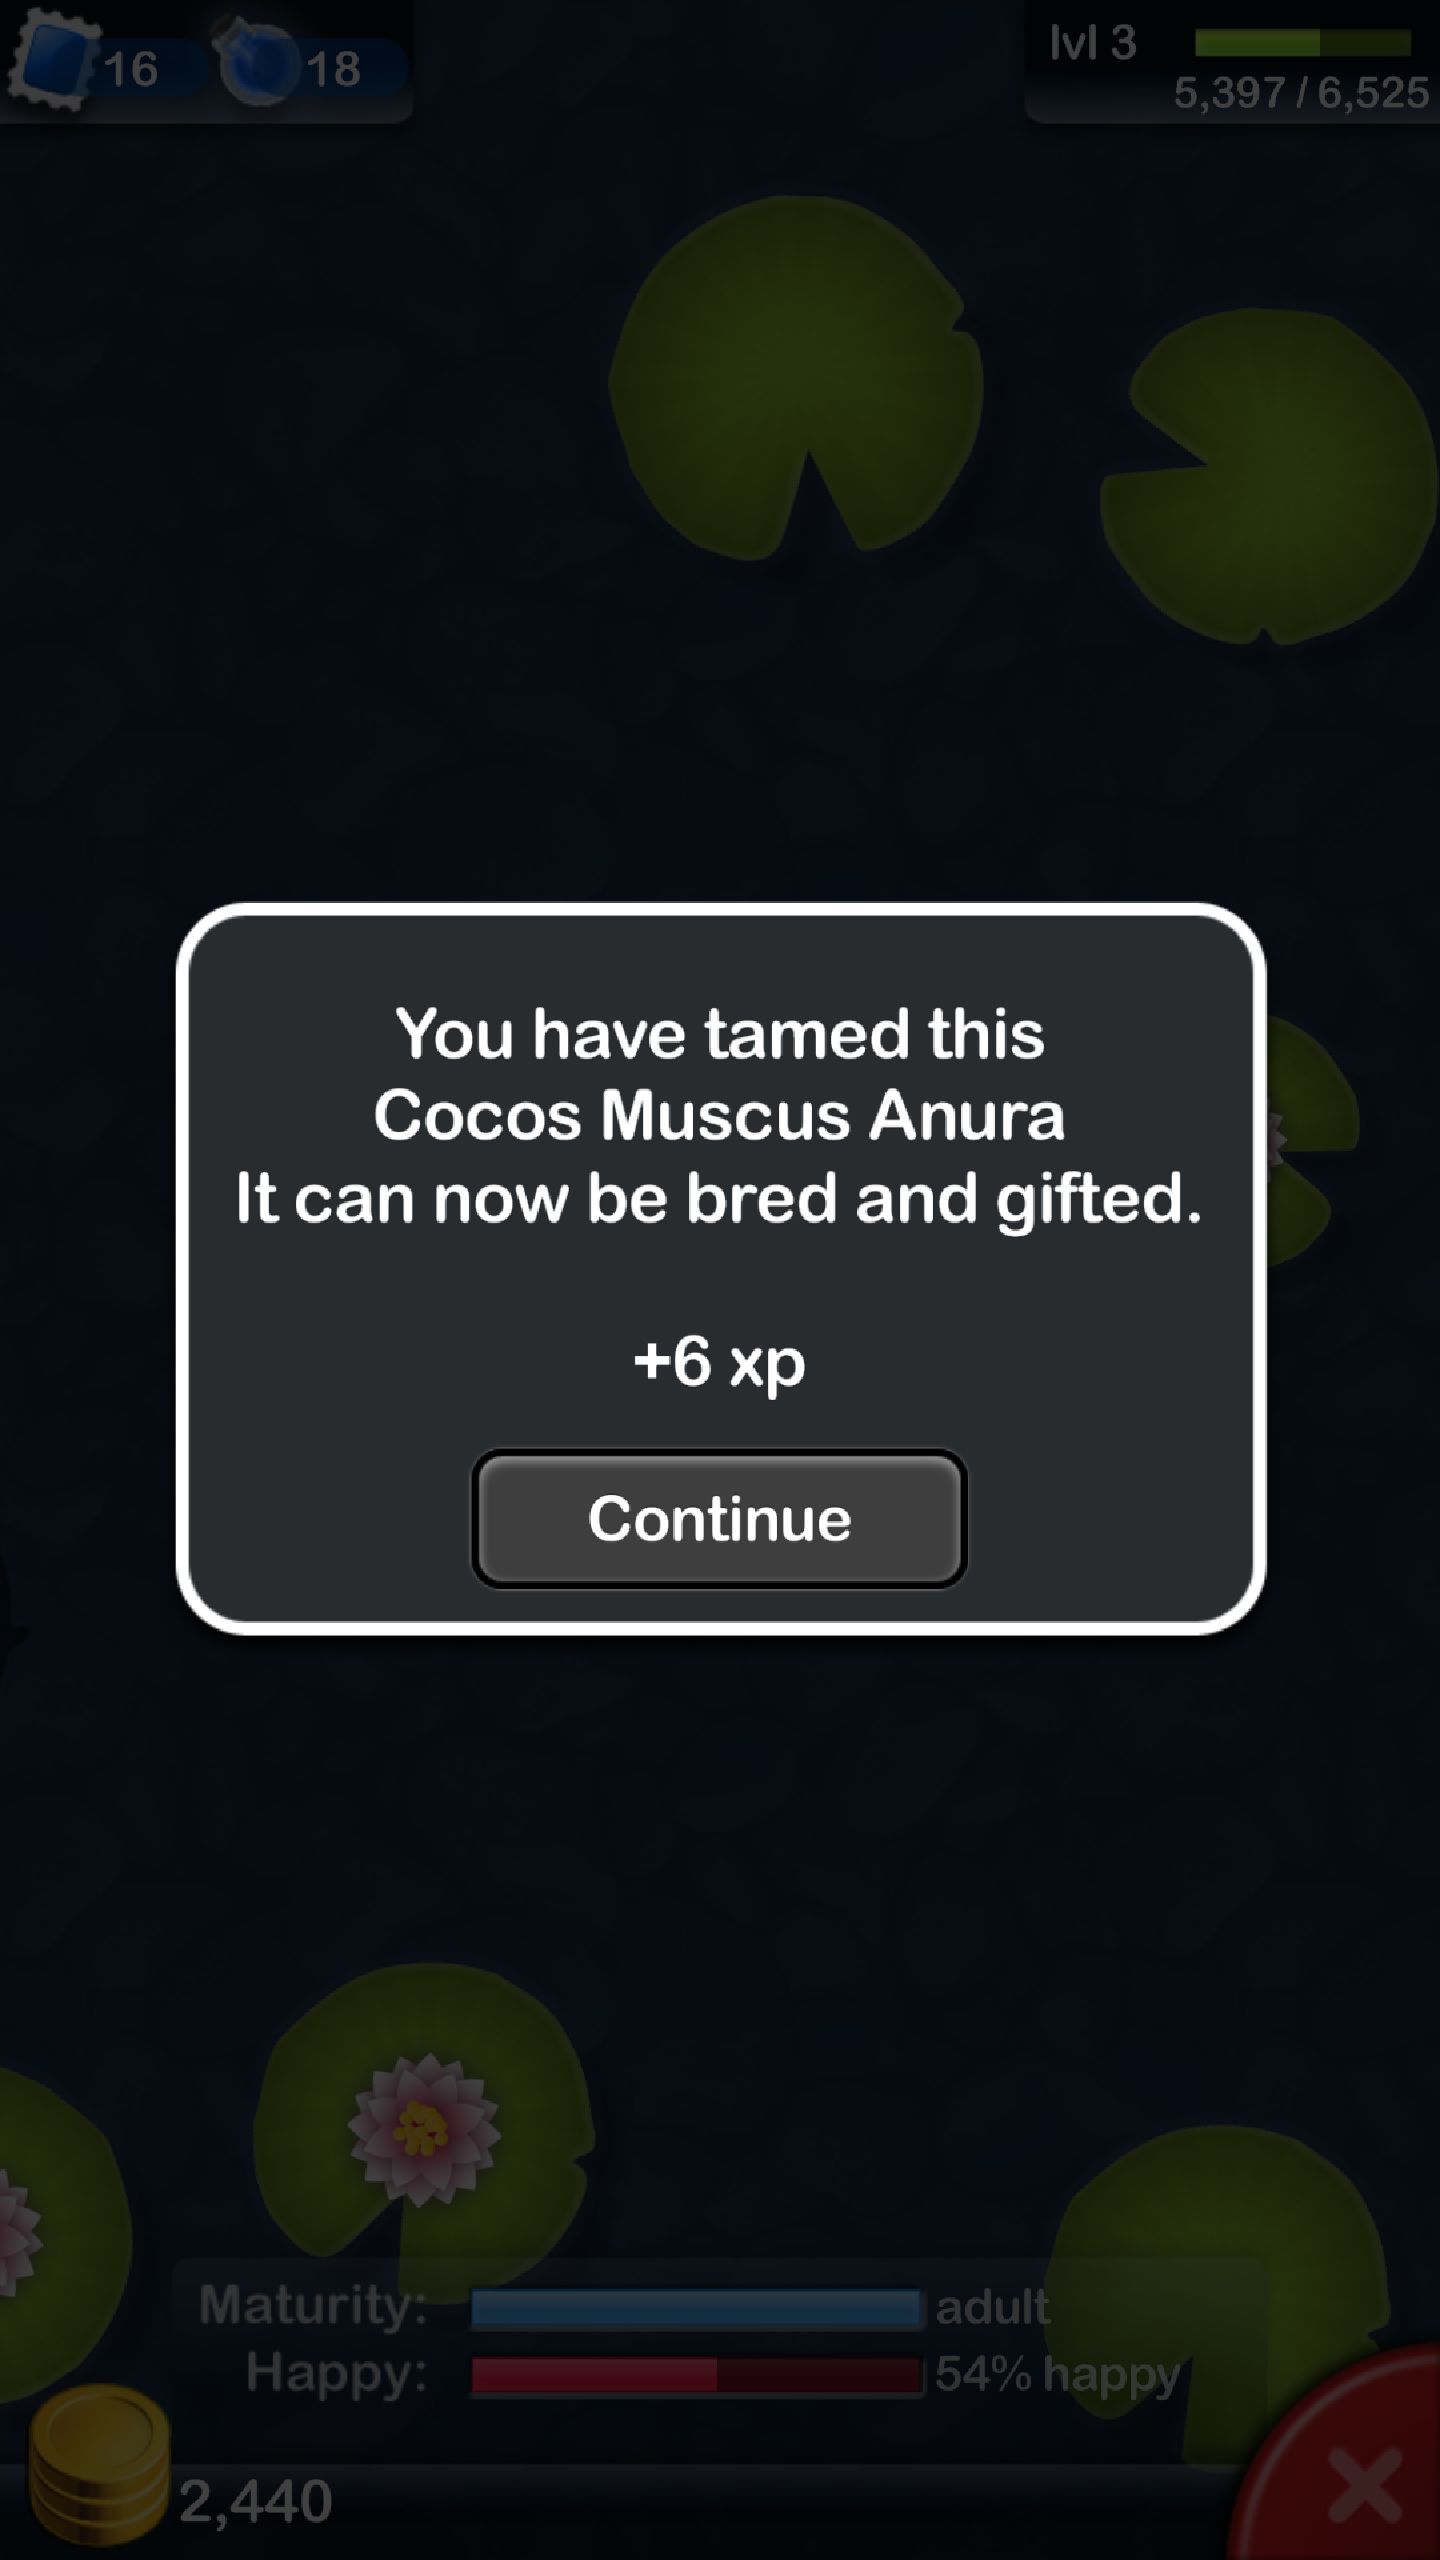 16 18 lvl 3
5,397 / 6,525
You have tamed this
Cocos Muscus Anura
It can now be bred and gifted.
+6 xp
Continue
Maturity: adult
Happy: 54% happy
2,440